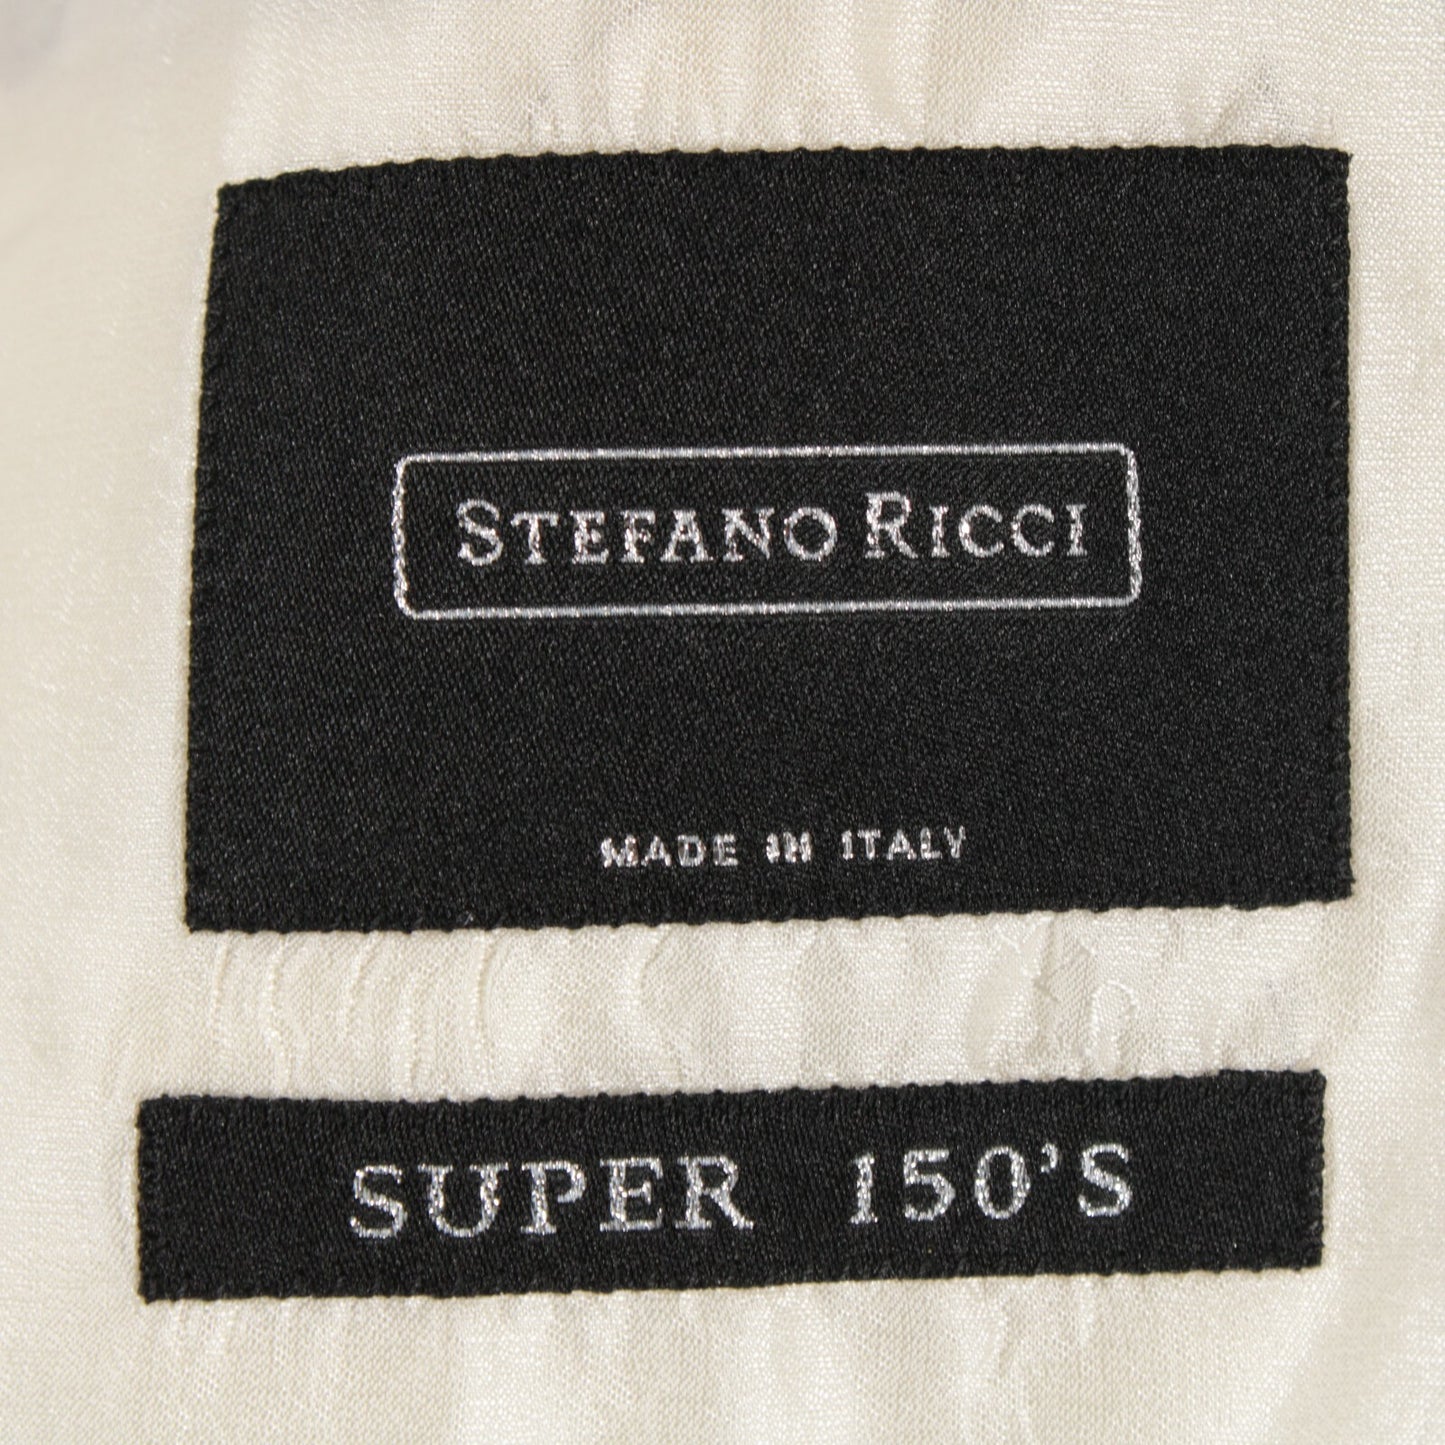 STEFANO RICCI
MADE IN ITALY
SUPER 150'S